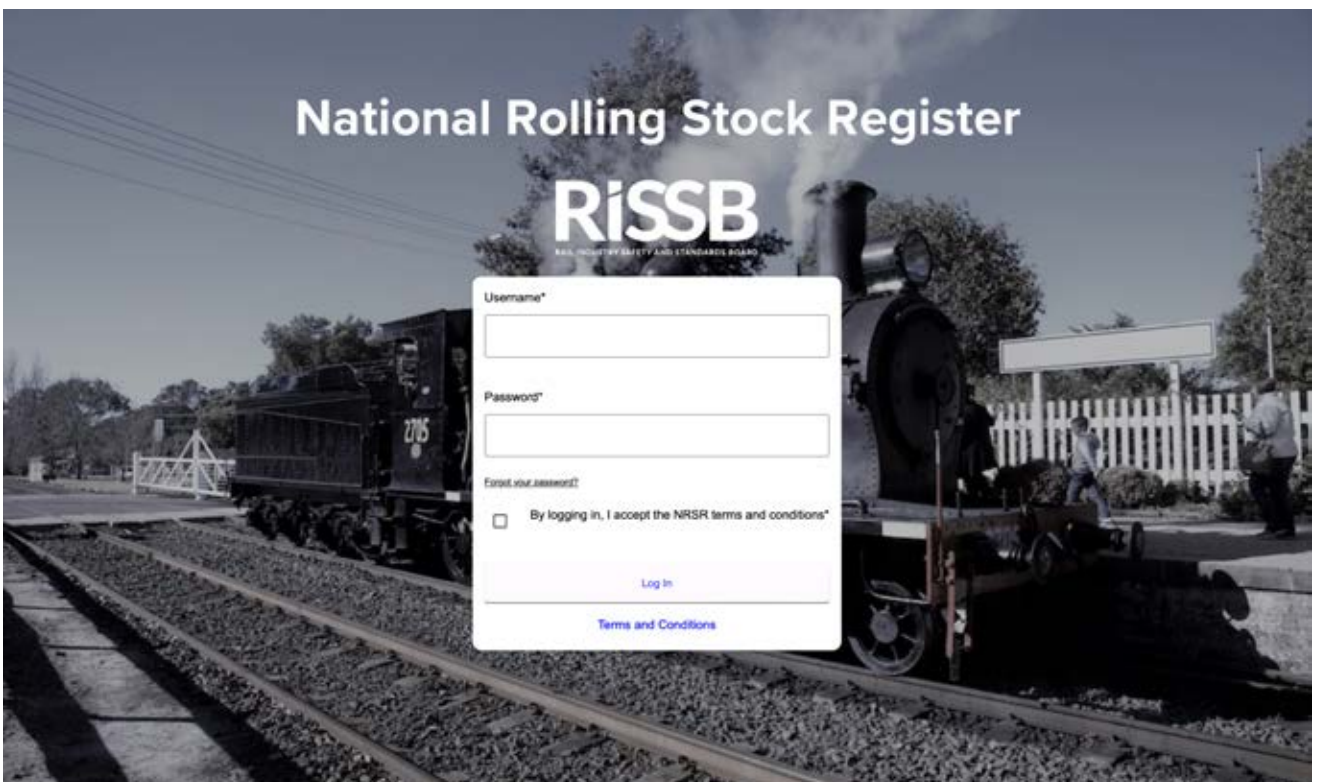 National Rolling Stock Register
RiSSB
RAIL INDUSTRY SAFETY AND STANDARDS BOARD
Username*
2705
Password*
Forgot your password?
By logging in, I accept the NRSR terms and conditions*
Log In
Terms and Conditions